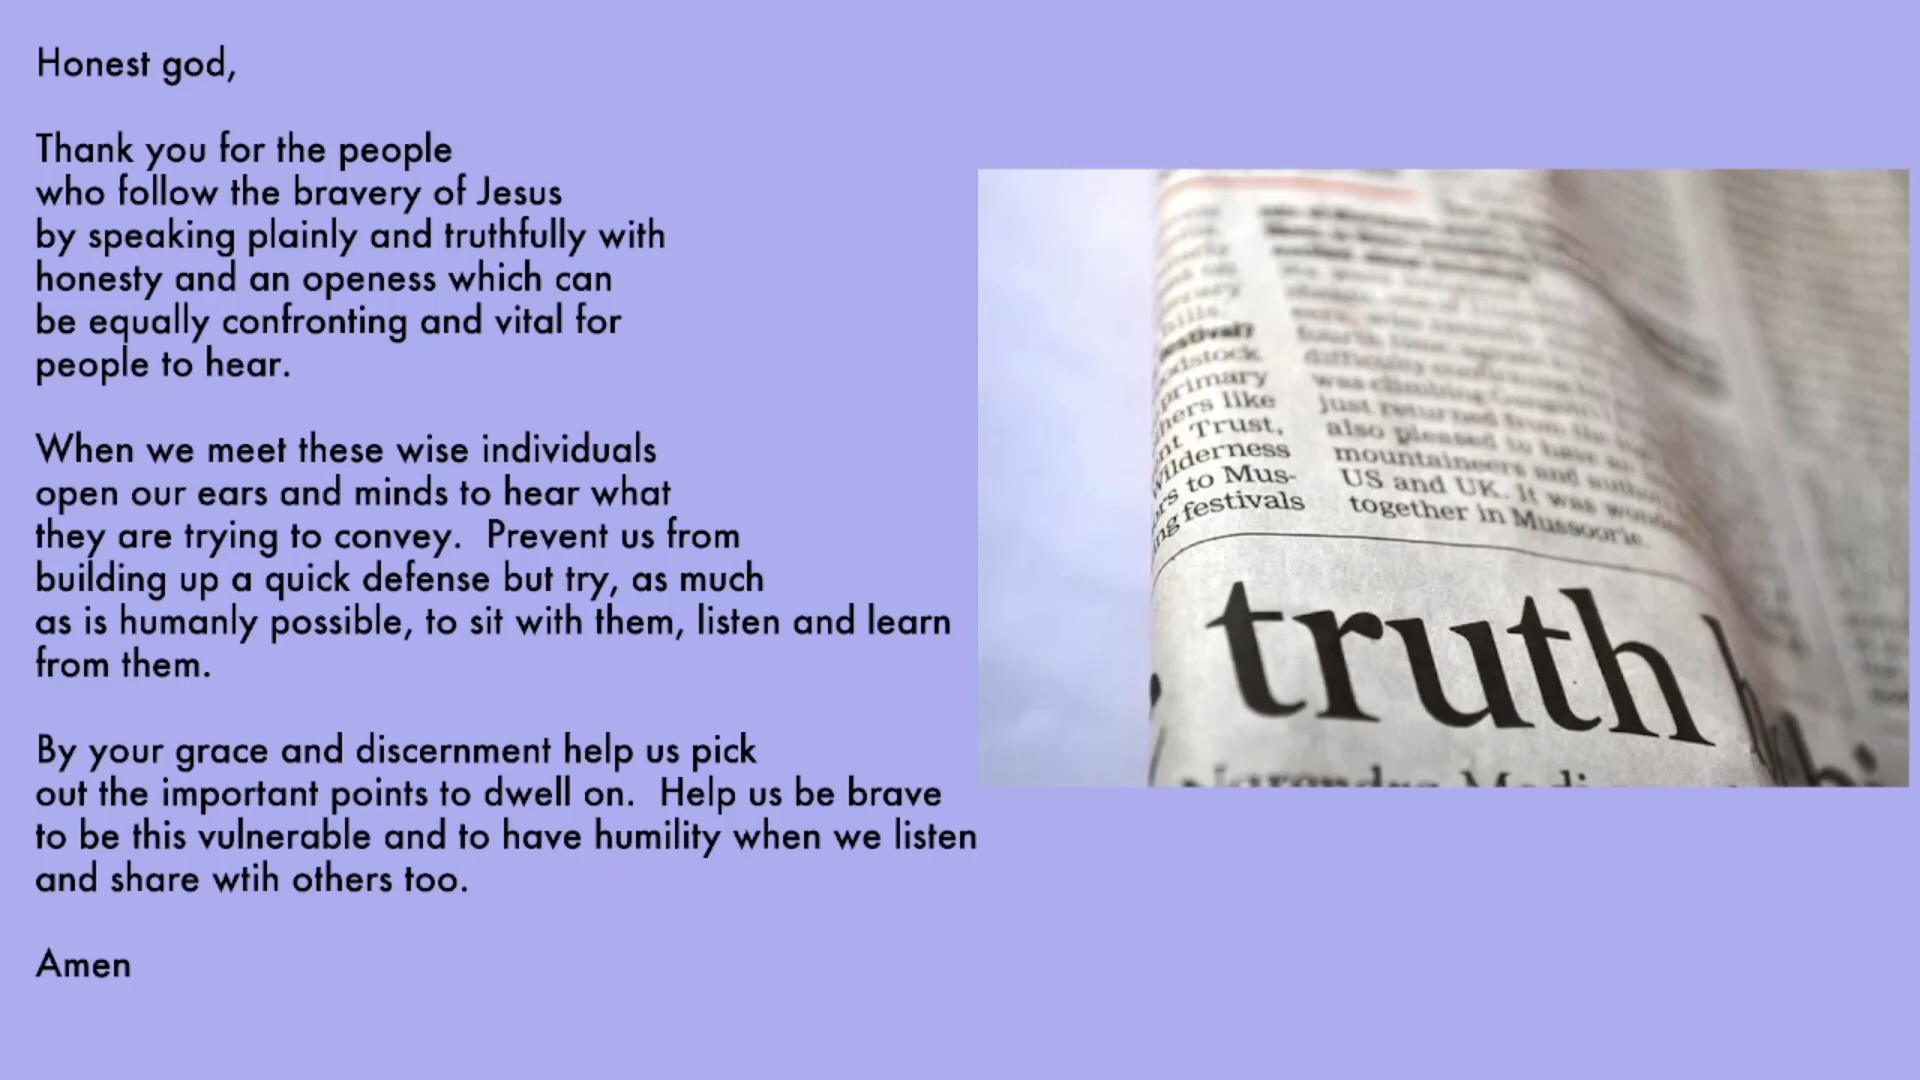 Honest god,
Thank you for the people
who follow the bravery of Jesus
by speaking plainly and truthfully with
honesty and an openess which can
be equally confronting and vital for
people to hear.
When we meet these wise individuals
open our ears and minds to hear what
they are trying to convey.  Prevent us from
building up a quick defense but try, as much
as is humanly possible, to sit with them, listen and learn
from them.
By your grace and discernment help us pick
out the important points to dwell on.  Help us be brave
to be this vulnerable and to have humility when we listen
and share wtih others too.
Amen
primary
like
Trust,
to Mus-
festivals
just returned from the
also pleased to have
mountaineers and
US and UK. It was
together in Mussoorie.
truth